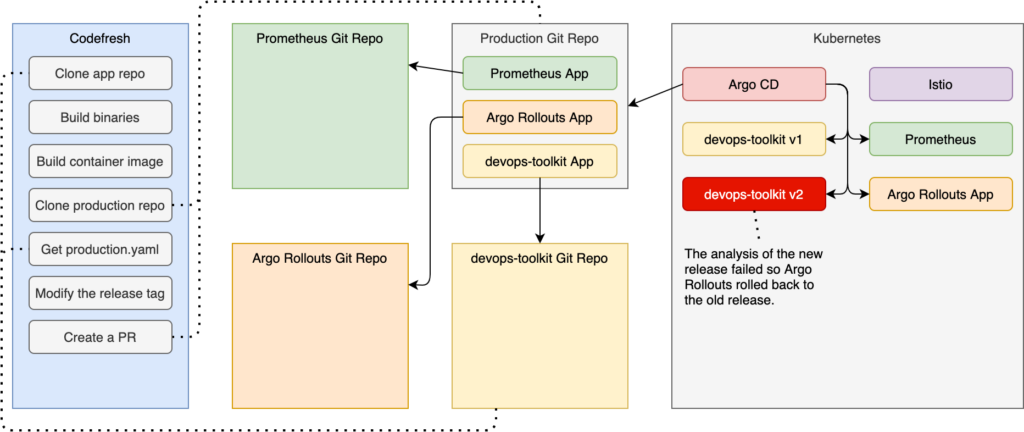 Codefresh
Clone app repo
Build binaries
Build container image
Clone production repo
Get production.yaml
Modify the release tag
Create a PR
Prometheus Git Repo
Argo Rollouts Git Repo
Production Git Repo
Prometheus App
Argo Rollouts App
devops-toolkit App
devops-toolkit Git Repo
Kubernetes
Argo CD
Istio
devops-toolkit v1
Prometheus
devops-toolkit v2
Argo Rollouts App
The analysis of the new
release failed so Argo
Rollouts rolled back to
the old release.